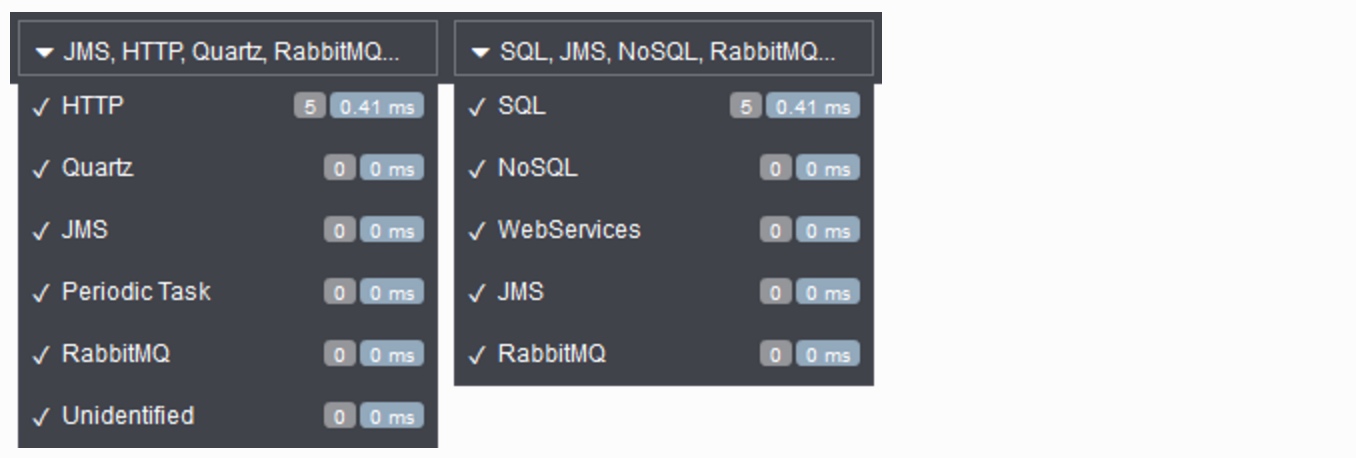 JMS, HTTP, Quartz, RabbitMQ...
HTTP 5 0.41 ms
Quartz 0 0 ms
JMS 0 0 ms
Periodic Task 0 0 ms
RabbitMQ 0 0 ms
Unidentified 0 0 ms
SQL, JMS, NoSQL, RabbitMQ...
SQL 5 0.41 ms
NoSQL 0 0 ms
WebServices 0 0 ms
JMS 0 0 ms
RabbitMQ 0 0 ms